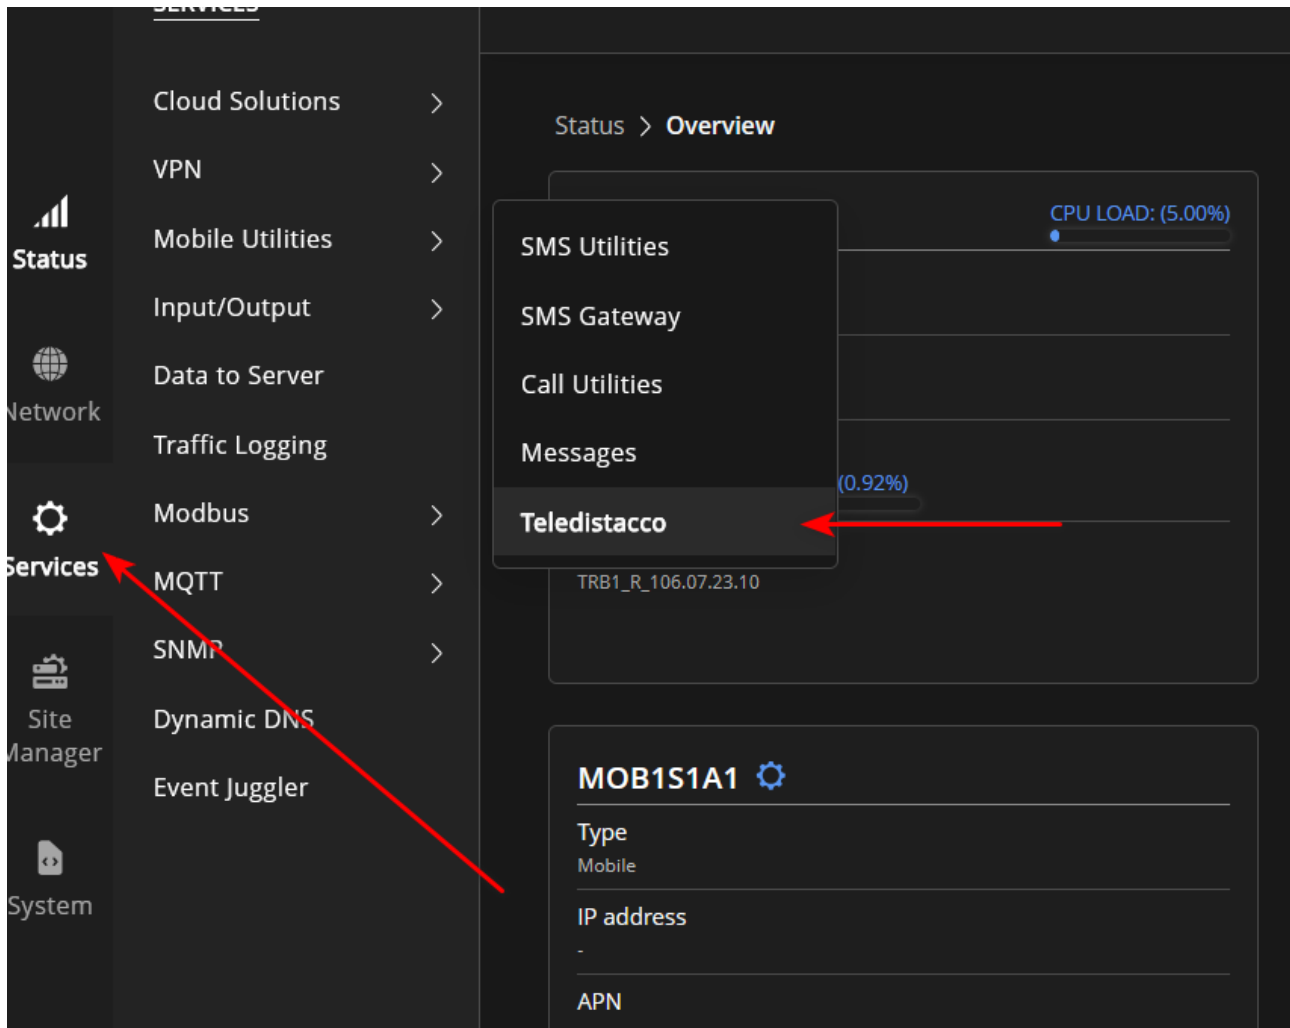 SERVICES
Status
Network
Services
Site
Manager
System
Cloud Solutions
VPN
Mobile Utilities
Input/Output
Data to Server
Traffic Logging
Modbus
MQTT
SNMP
Dynamic DNS
Event Juggler
SMS Utilities
SMS Gateway
Call Utilities
Messages
Teledistacco
Status > Overview
CPU LOAD: (5.00%)
(0.92%)
TRB1_R_106.07.23.10
MOB1S1A1
Type
Mobile
IP address
-
APN